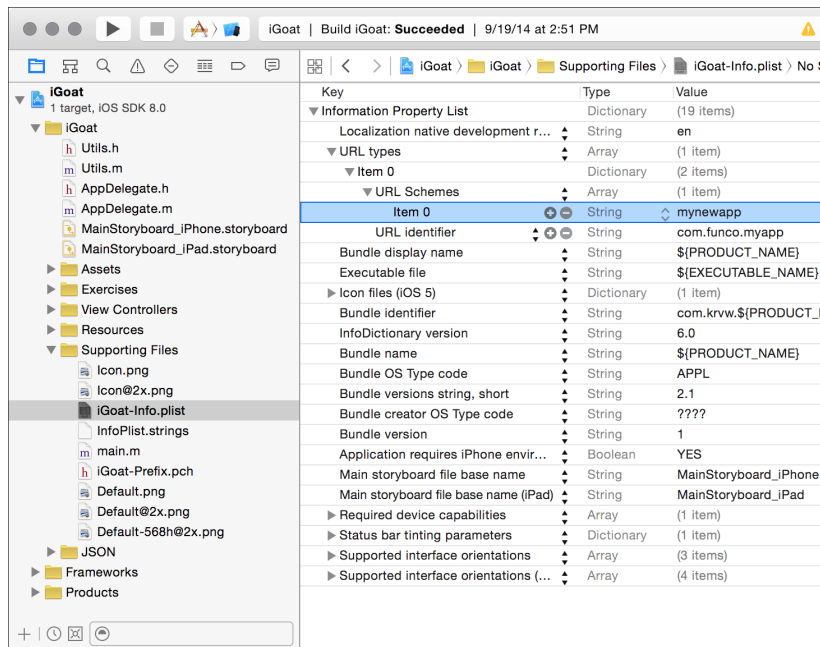 iGoat | Build iGoat: Succeeded | 9/19/14 at 2:51 PM
iGoat
1 target, iOS SDK 8.0
iGoat
Utils.h
Utils.m
AppDelegate.h
AppDelegate.m
MainStoryboard_iPhone.storyboard
MainStoryboard_iPad.storyboard
Assets
Exercises
View Controllers
Resources
Supporting Files
Icon.png
Icon@2x.png
iGoat-Info.plist
InfoPlist.strings
main.m
iGoat-Prefix.pch
Default.png
Default@2x.png
Default-568h@2x.png
JSON
Frameworks
Products
iGoat 〉 iGoat 〉 Supporting Files 〉 iGoat-Info.plist 〉 No S
Key Type Value
Information Property List Dictionary (19 items)
Localization native development r... String en
URL types Array (1 item)
Item 0 Dictionary (2 items)
URL Schemes Array (1 item)
Item 0 String mynewapp
URL identifier String com.funco.myapp
Bundle display name String ${PRODUCT_NAME}
Executable file String ${EXECUTABLE_NAME}
Icon files (iOS 5) Dictionary (1 item)
Bundle identifier String com.krvw.${PRODUCT_
InfoDictionary version String 6.0
Bundle name String ${PRODUCT_NAME}
Bundle OS Type code String APPL
Bundle versions string, short String 2.1
Bundle creator OS Type code String ????
Bundle version String 1
Application requires iPhone envir... Boolean YES
Main storyboard file base name String MainStoryboard_iPhone
Main storyboard file base name (iPad) String MainStoryboard_iPad
Required device capabilities Array (1 item)
Status bar tinting parameters Dictionary (1 item)
Supported interface orientations Array (3 items)
Supported interface orientations (... Array (4 items)